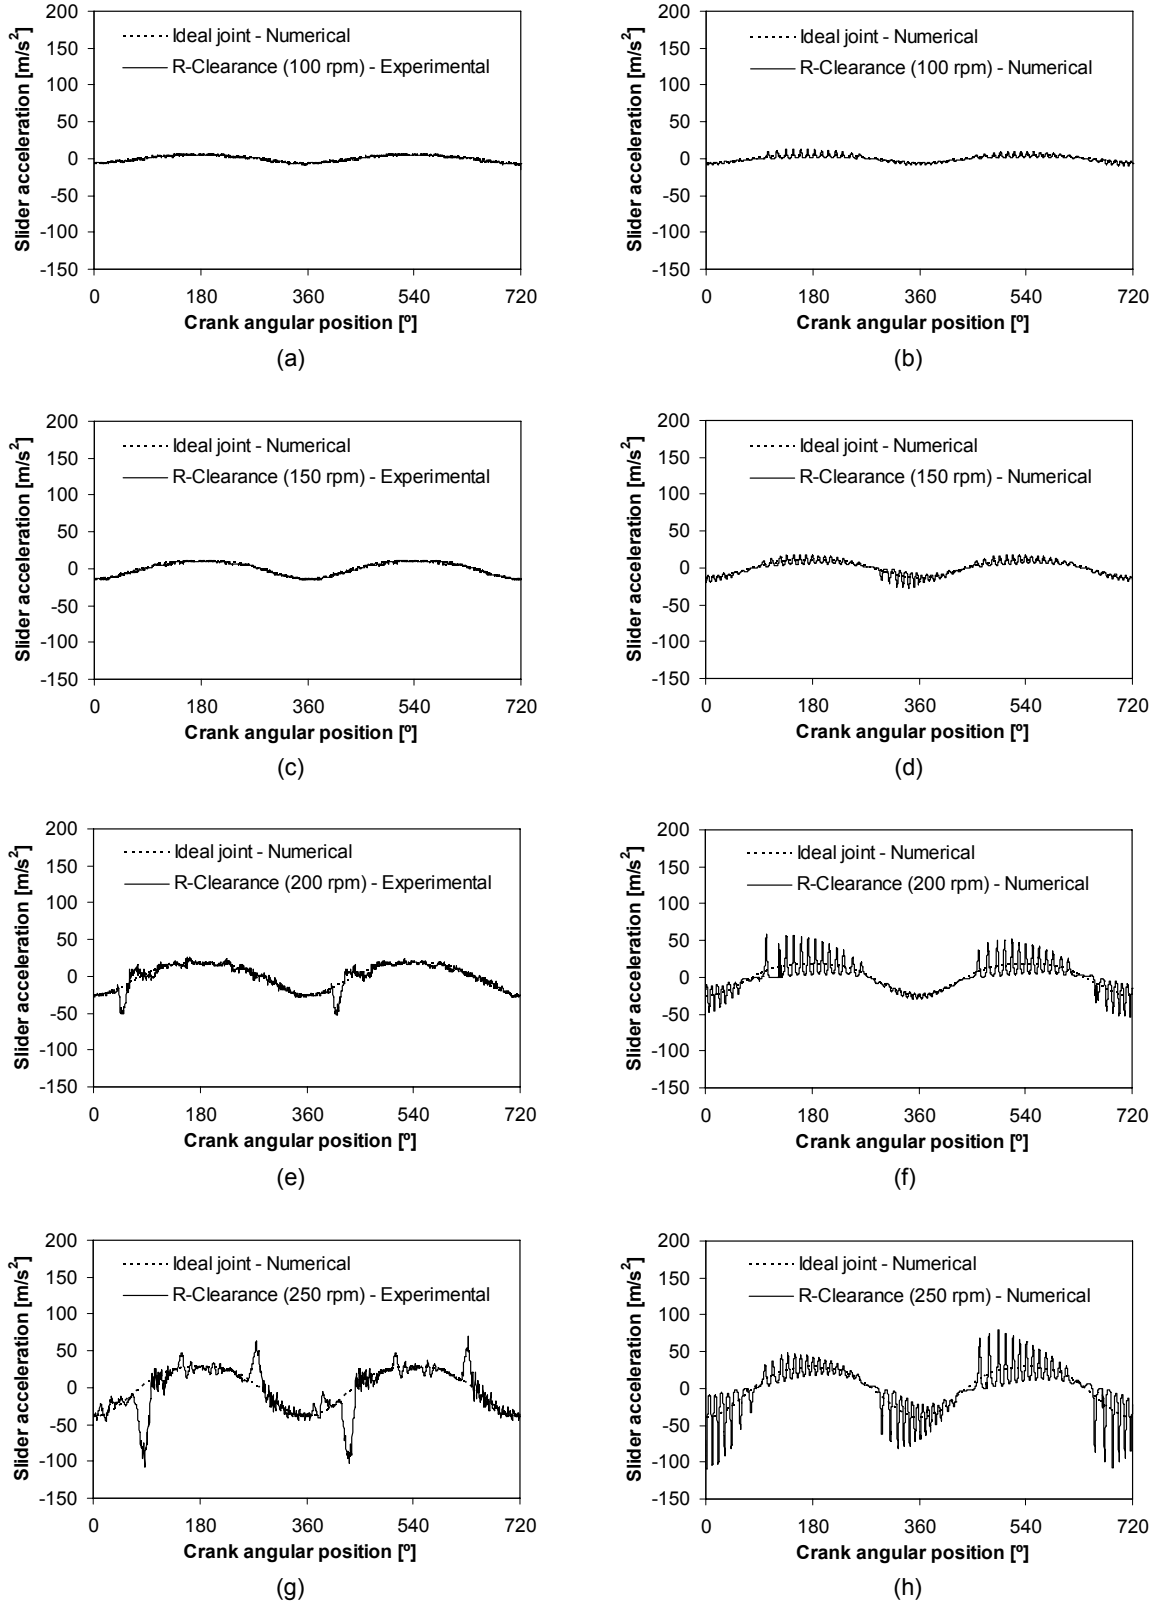 Slider acceleration [m/s²]
200
150
100
50
0
-50
-100
-150
Ideal joint - Numerical
R-Clearance (100 rpm) - Experimental
0 180 360 540 720
Crank angular position [º]
(a)
Slider acceleration [m/s²]
200
150
100
50
0
-50
-100
-150
Ideal joint - Numerical
R-Clearance (100 rpm) - Numerical
0 180 360 540 720
Crank angular position [º]
(b)
Slider acceleration [m/s²]
200
150
100
50
0
-50
-100
-150
Ideal joint - Numerical
R-Clearance (150 rpm) - Experimental
0 180 360 540 720
Crank angular position [º]
(c)
Slider acceleration [m/s²]
200
150
100
50
0
-50
-100
-150
Ideal joint - Numerical
R-Clearance (150 rpm) - Numerical
0 180 360 540 720
Crank angular position [º]
(d)
Slider acceleration [m/s²]
200
150
100
50
0
-50
-100
-150
Ideal joint - Numerical
R-Clearance (200 rpm) - Experimental
0 180 360 540 720
Crank angular position [º]
(e)
Slider acceleration [m/s²]
200
150
100
50
0
-50
-100
-150
Ideal joint - Numerical
R-Clearance (200 rpm) - Numerical
0 180 360 540 720
Crank angular position [º]
(f)
Slider acceleration [m/s²]
200
150
100
50
0
-50
-100
-150
Ideal joint - Numerical
R-Clearance (250 rpm) - Experimental
0 180 360 540 720
Crank angular position [º]
(g)
Slider acceleration [m/s²]
200
150
100
50
0
-50
-100
-150
Ideal joint - Numerical
R-Clearance (250 rpm) - Numerical
0 180 360 540 720
Crank angular position [º]
(h)